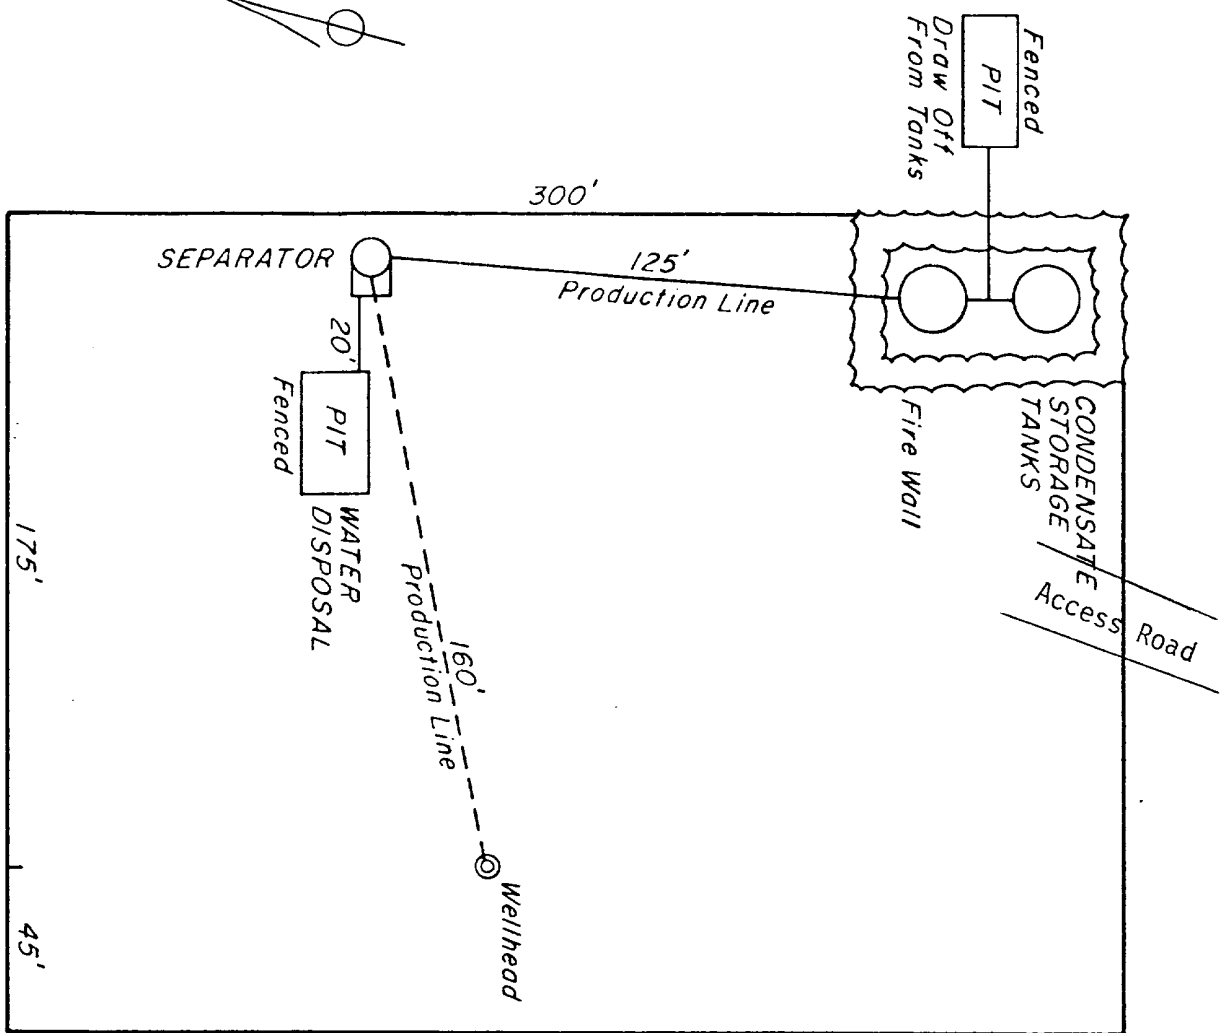 Fenced
PIT
Draw Off
From Tanks
300'
SEPARATOR
125'
Production Line
20'
PIT
Fenced
WATER
DISPOSAL
Fire Wall
CONDENSATE
STORAGE
TANKS
Access Road
160'
Production Line
Wellhead
175'
45'